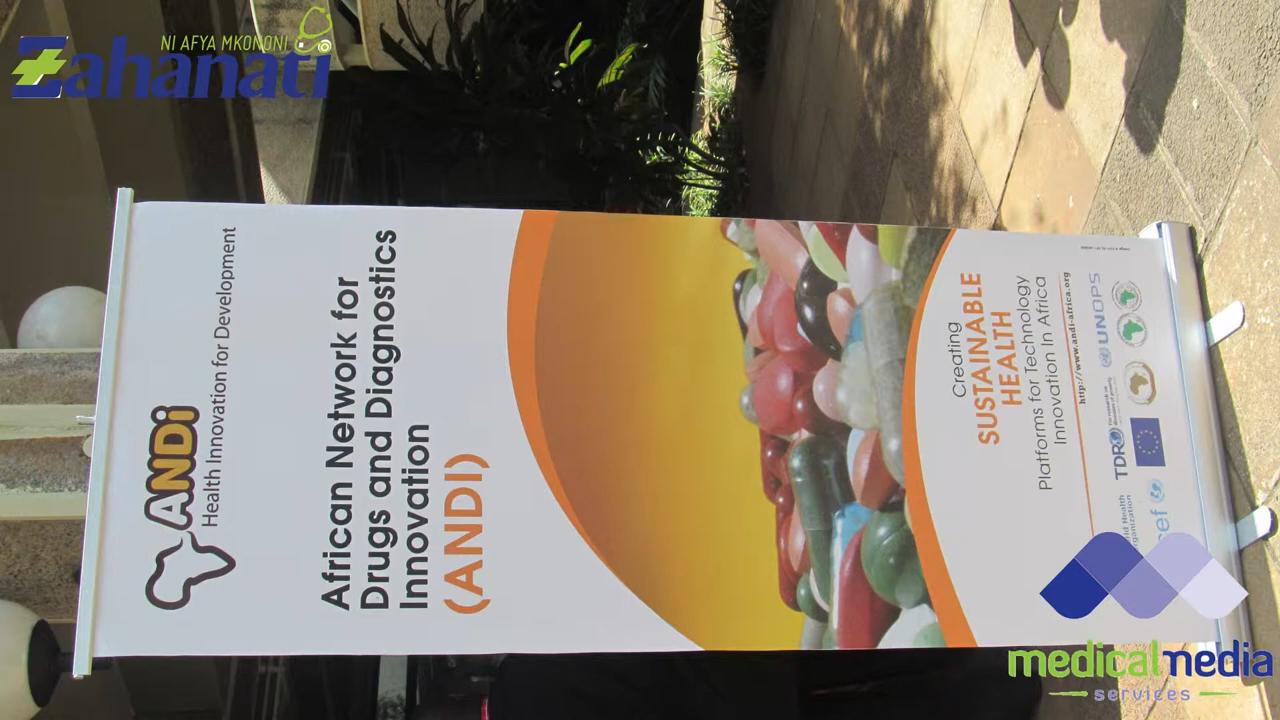 NI AFYA MKONONI
Zahanati
ANDi
Health Innovation for Development
African Network for
Drugs and Diagnostics
Innovation
(ANDI)
Creating
SUSTAINABLE
HEALTH
Platforms for Technology
Innovation In Africa
http://www.andi-africa.org
TDR
UNOPS
medicalmedia
services